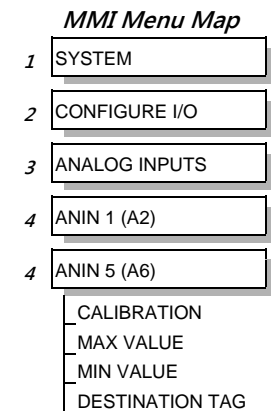 MMI Menu Map
1 SYSTEM
2 CONFIGURE I/O
3 ANALOG INPUTS
4 ANIN 1 (A2)
4 ANIN 5 (A6)
CALIBRATION
MAX VALUE
MIN VALUE
DESTINATION TAG